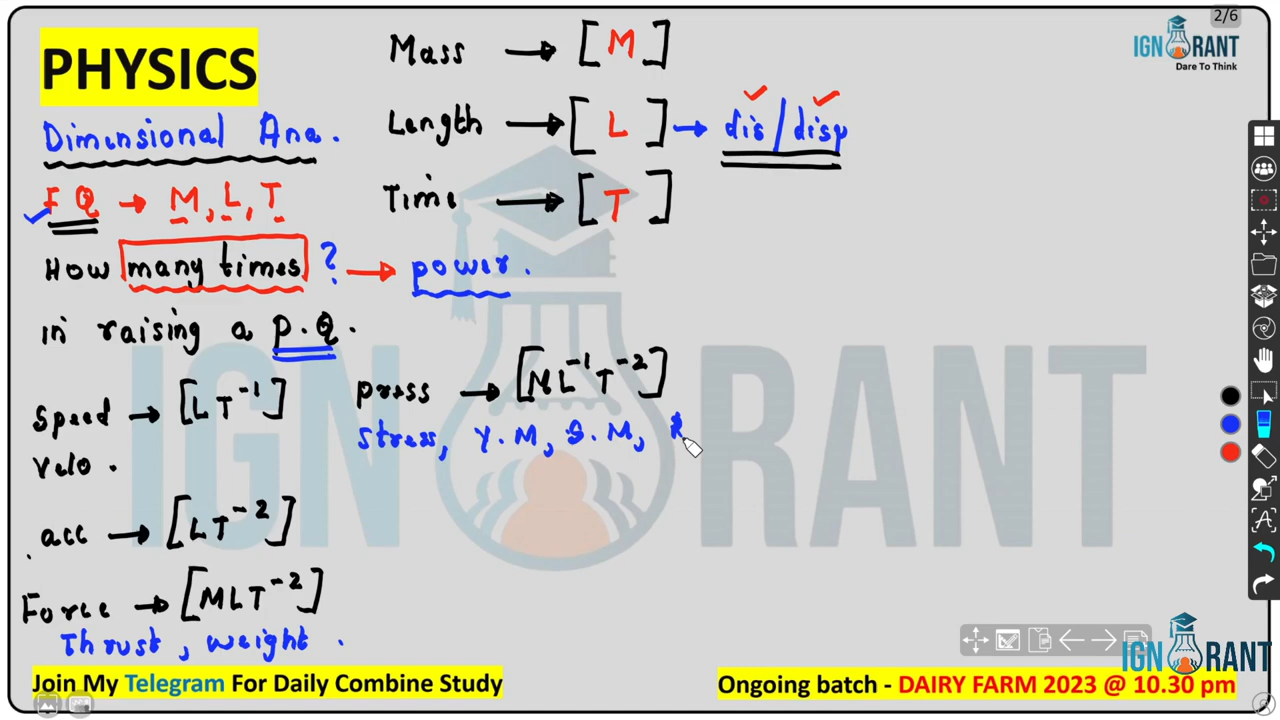 2/6
PHYSICS
IGNORANT
Dare To Think
Mass → [M]
Length → [L] → dis/disp
Time → [T]
Dimensional Ana.
F Q → M, L, T
How many times ? → power.
in raising a P.Q.
Speed → [LT⁻¹]
Velo.
acc → [LT⁻²]
Force → [MLT⁻²]
Thrust, weight.
press → [ML⁻¹T⁻²]
Stress, Y.M, S.M,
IGNORANT
IGNORANT
Join My Telegram For Daily Combine Study
Ongoing batch - DAIRY FARM 2023 @ 10.30 pm